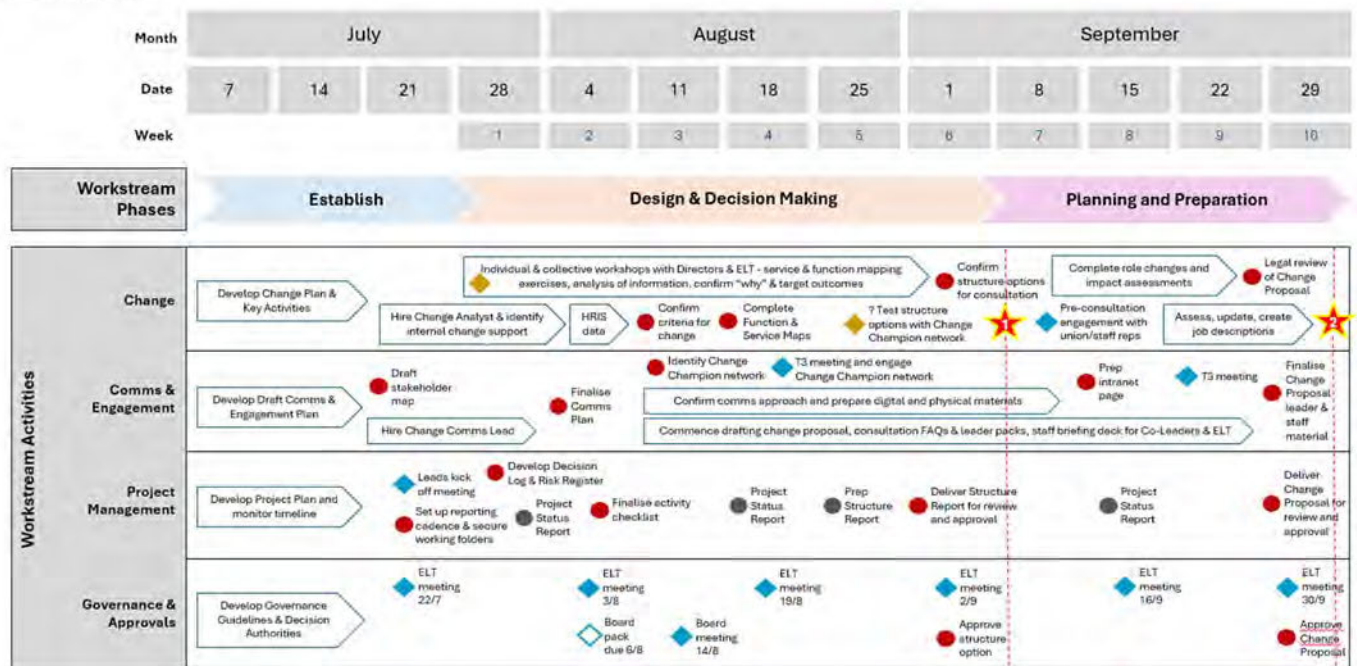 Month
July
August
September
Date
7
14
21
28
4
11
18
25
1
8
15
22
29
Week
1
2
3
4
5
6
7
8
9
10
Workstream
Phases
Establish
Design & Decision Making
Planning and Preparation
Workstream Activities
Change
Develop Change Plan &
Key Activities
Individual & collective workshops with Directors & ELT - service & function mapping
exercises, analysis of information, confirm "why" & target outcomes
Confirm
structure options
for consultation
Complete role changes and
impact assessments
Legal review
of Change
Proposal
Hire Change Analyst & identify
internal change support
HRIS
data
Confirm
criteria for
change
Complete
Function &
Service Maps
? Test structure
options with Change
Champion network
1
Pre-consultation
engagement with
union/staff reps
Assess, update, create
job descriptions
2
Comms &
Engagement
Develop Draft Comms &
Engagement Plan
Draft
stakeholder
map
Hire Change Comms Lead
Finalise
Comms
Plan
Identify Change
Champion network
T3 meeting and engage
Change Champion network
Confirm comms approach and prepare digital and physical materials
Commence drafting change proposal, consultation FAQs & leader packs, staff briefing deck for Co-Leaders & ELT
Prep
intranet
page
T3 meeting
Finalise
Change
Proposal
leader &
staff
material
Project
Management
Develop Project Plan and
monitor timeline
Leads kick
off meeting
Set up reporting
cadence & secure
working folders
Develop Decision
Log & Risk Register
Project
Status
Report
Finalise activity
checklist
Project
Status
Report
Prep
Structure
Report
Deliver Structure
Report for review
and approval
Project
Status
Report
Deliver
Change
Proposal for
review and
approval
Governance &
Approvals
Develop Governance
Guidelines & Decision
Authorities
ELT
meeting
22/7
ELT
meeting
3/8
Board
pack
due 6/8
Board
meeting
14/8
ELT
meeting
19/8
ELT
meeting
2/9
Approve
structure
option
ELT
meeting
16/9
ELT
meeting
30/9
Approve
Change
Proposal